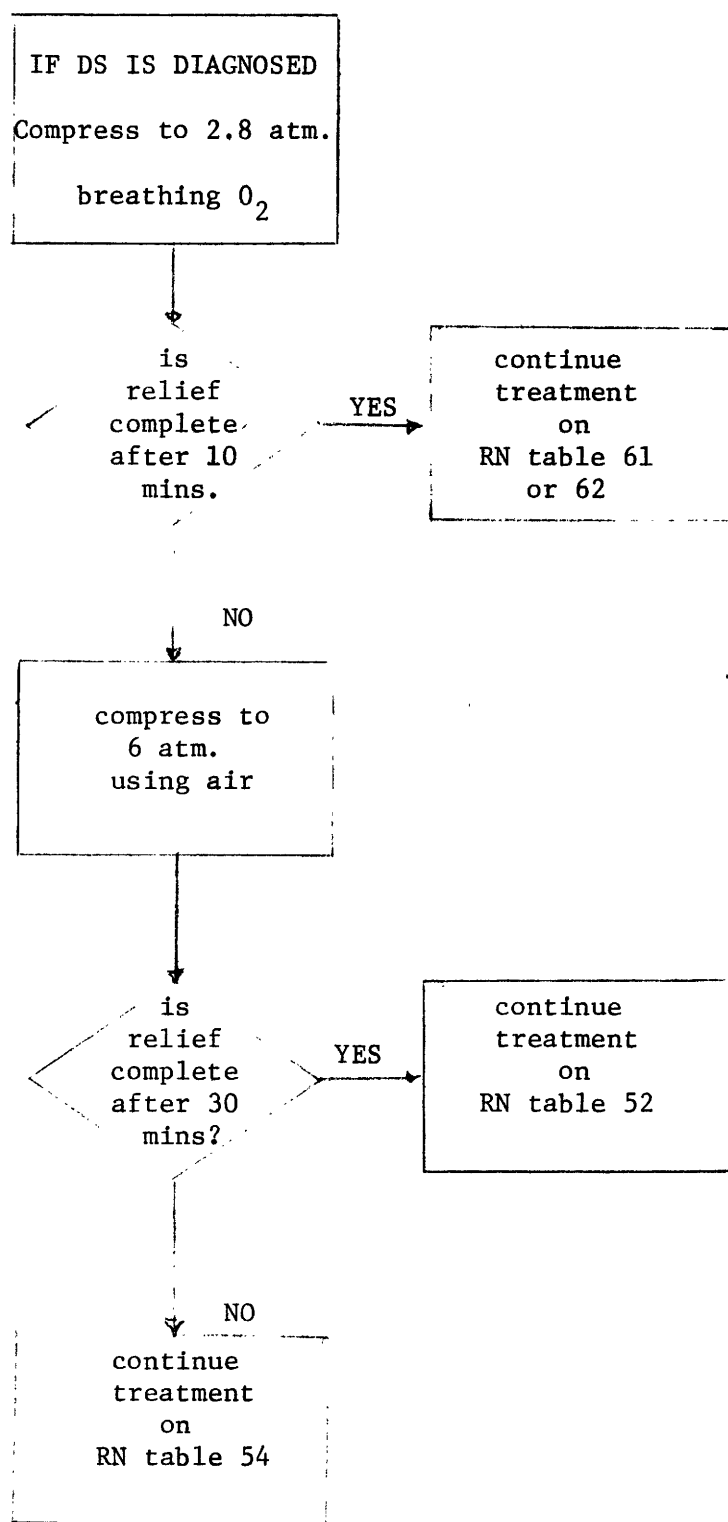 IF DS IS DIAGNOSED
Compress to 2.8 atm.
breathing O₂
is
relief
complete
after 10
mins.
YES
continue
treatment
on
RN table 61
or 62
NO
compress to
6 atm.
using air
is
relief
complete
after 30
mins?
YES
continue
treatment
on
RN table 52
NO
continue
treatment
on
RN table 54